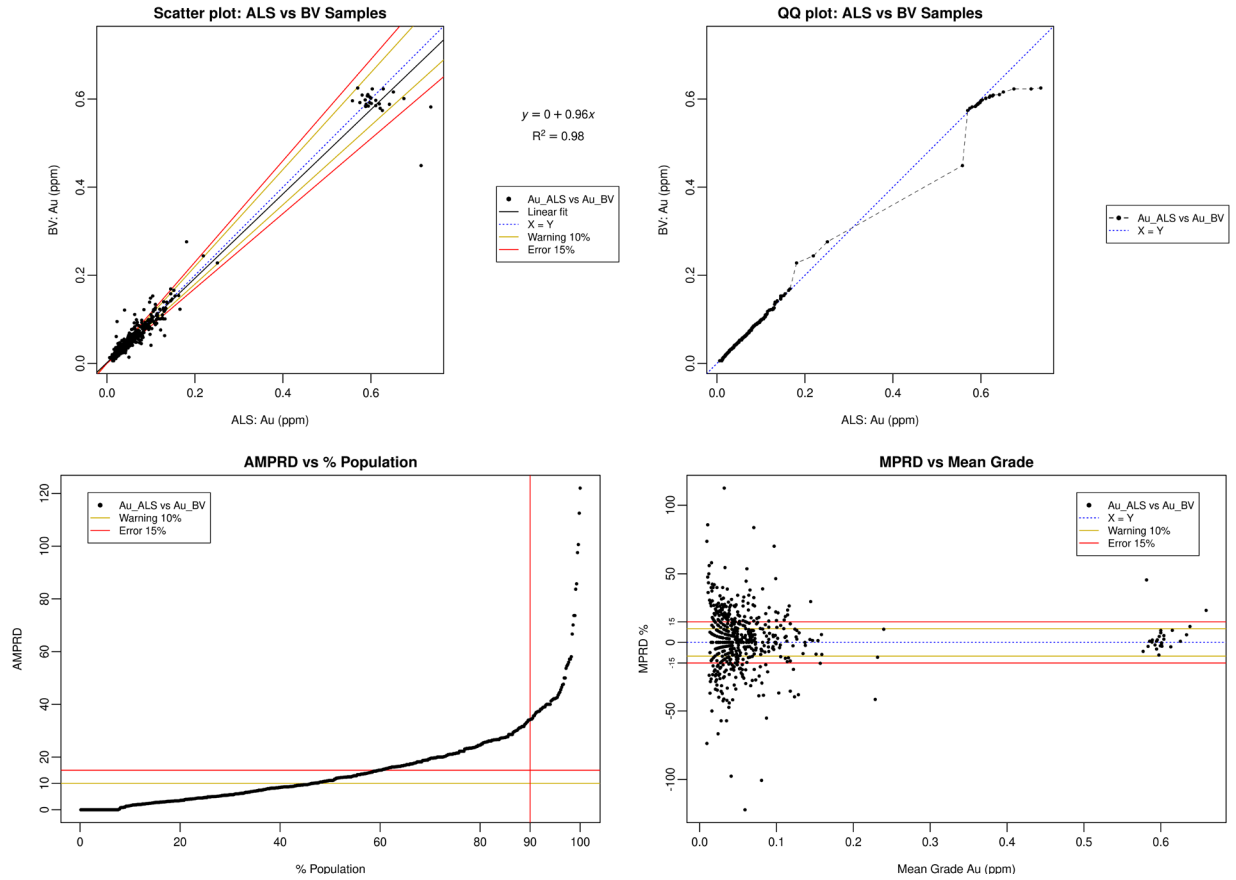 Scatter plot: ALS vs BV Samples
0.6
0.4
0.2
0.0
BV: Au (ppm)
0.0 0.2 0.4 0.6
ALS: Au (ppm)
y = 0 + 0.96x
R² = 0.98
Au_ALS vs Au_BV
Linear fit
X = Y
Warning 10%
Error 15%
QQ plot: ALS vs BV Samples
0.6
0.4
0.2
0.0
BV: Au (ppm)
0.0 0.2 0.4 0.6
ALS: Au (ppm)
Au_ALS vs Au_BV
X = Y
AMPRD vs % Population
120
100
80
60
40
20
10
0
AMPRD
Au_ALS vs Au_BV
Warning 10%
Error 15%
0 20 40 60 80 90 100
% Population
MPRD vs Mean Grade
100
50
15
0
-15
-50
-100
MPRD %
Au_ALS vs Au_BV
X = Y
Warning 10%
Error 15%
0.0 0.1 0.2 0.3 0.4 0.5 0.6
Mean Grade Au (ppm)